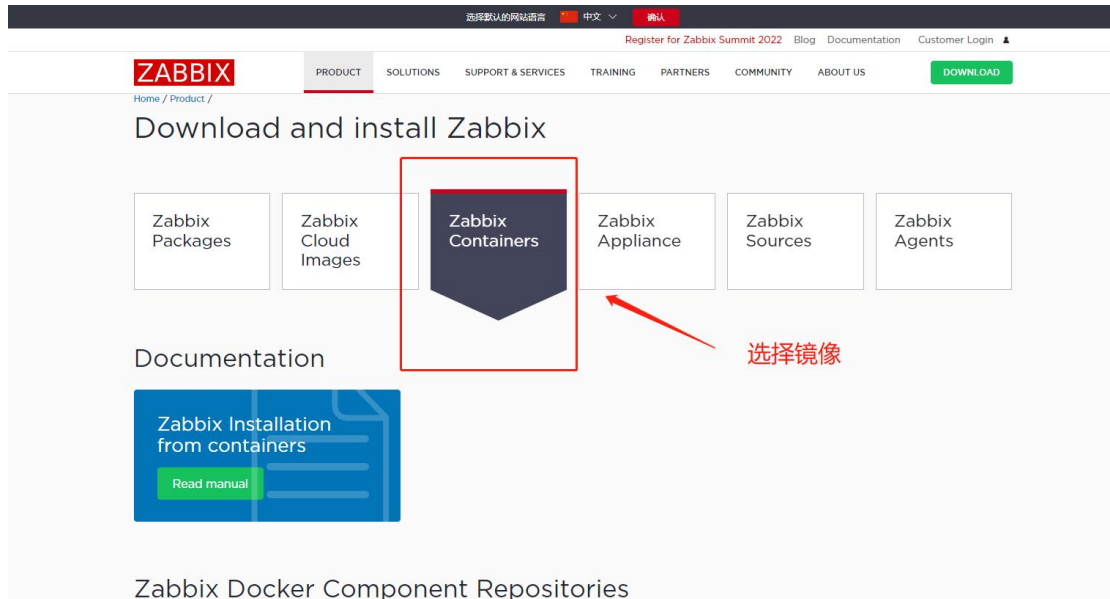 选择默认的网站语言 中文 确认
Register for Zabbix Summit 2022 Blog Documentation Customer Login
ZABBIX PRODUCT SOLUTIONS SUPPORT & SERVICES TRAINING PARTNERS COMMUNITY ABOUT US DOWNLOAD
Home / Product /
Download and install Zabbix
Zabbix
Packages
Zabbix
Cloud
Images
Zabbix
Containers
Zabbix
Appliance
Zabbix
Sources
Zabbix
Agents
选择镜像
Documentation
Zabbix Installation
from containers
Read manual
Zabbix Docker Component Repositories